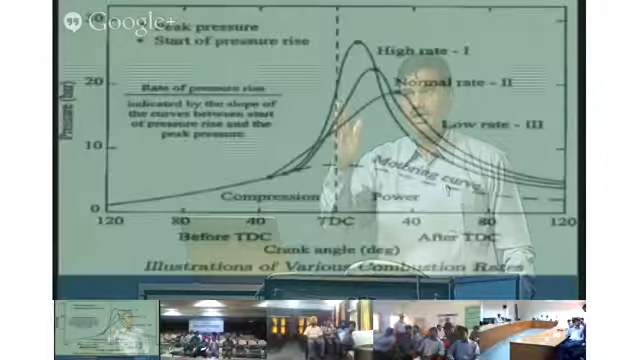 Google+
Peak pressure
• Start of pressure rise
High rate - I
Normal rate - II
Low rate - III
Rate of pressure rise
indicated by the slope of
the curves between start
of pressure rise and the
peak pressure
Pressure (bar)
30
20
10
0
Motoring curve
Compression
Power
120
80
40
TDC
40
80
120
Before TDC
After TDC
Crank angle (deg)
Illustrations of Various Combustion Rates